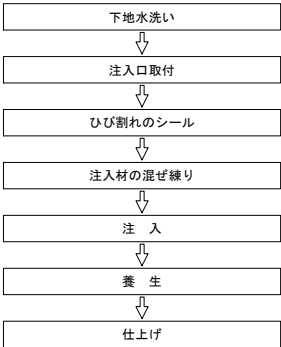 下地水洗い
注入口取付
ひび割れのシール
注入材の混ぜ練り
注　入
養　生
仕上げ